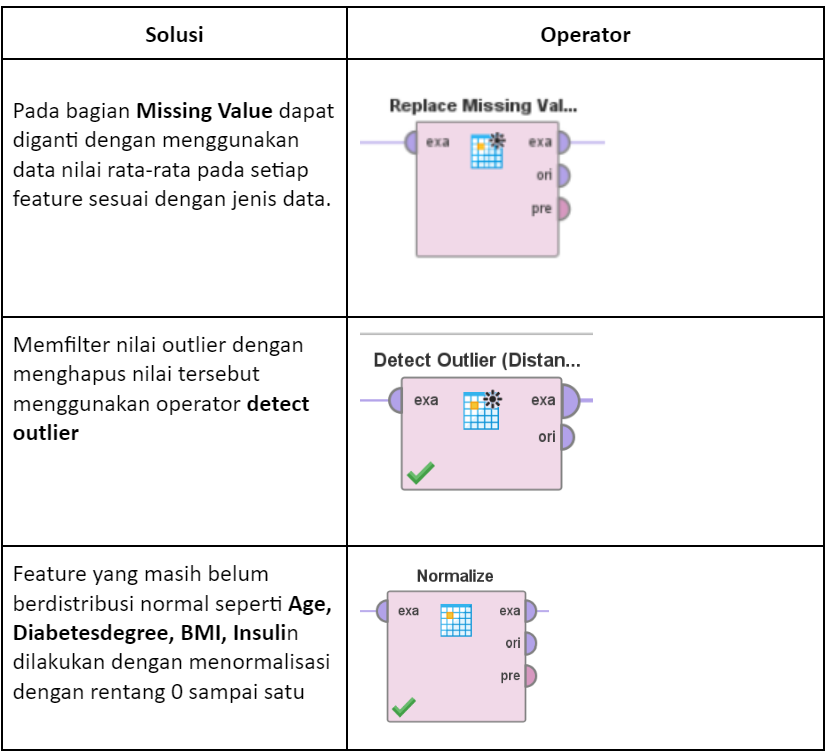 Solusi
Operator
Pada bagian Missing Value dapat
diganti dengan menggunakan
data nilai rata-rata pada setiap
feature sesuai dengan jenis data.
Replace Missing Val...
exa
exa
ori
pre
Memfilter nilai outlier dengan
menghapus nilai tersebut
menggunakan operator detect
outlier
Detect Outlier (Distan...
exa
exa
ori
Feature yang masih belum
berdistribusi normal seperti Age,
Diabetesdegree, BMI, Insulin
dilakukan dengan menormalisasi
dengan rentang 0 sampai satu
Normalize
exa
exa
ori
pre